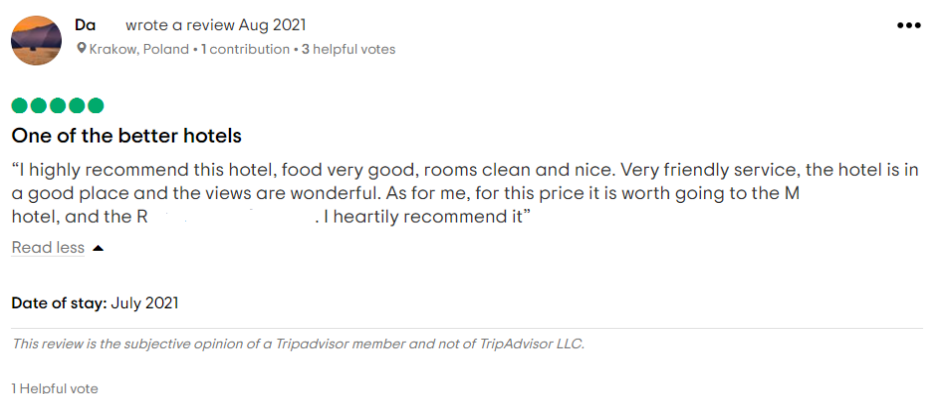 Da wrote a review Aug 2021
Krakow, Poland • 1 contribution • 3 helpful votes
One of the better hotels
“I highly recommend this hotel, food very good, rooms clean and nice. Very friendly service, the hotel is in
a good place and the views are wonderful. As for me, for this price it is worth going to the M
hotel, and the R . I heartily recommend it”
Read less
Date of stay: July 2021
This review is the subjective opinion of a Tripadvisor member and not of TripAdvisor LLC.
1 Helpful vote